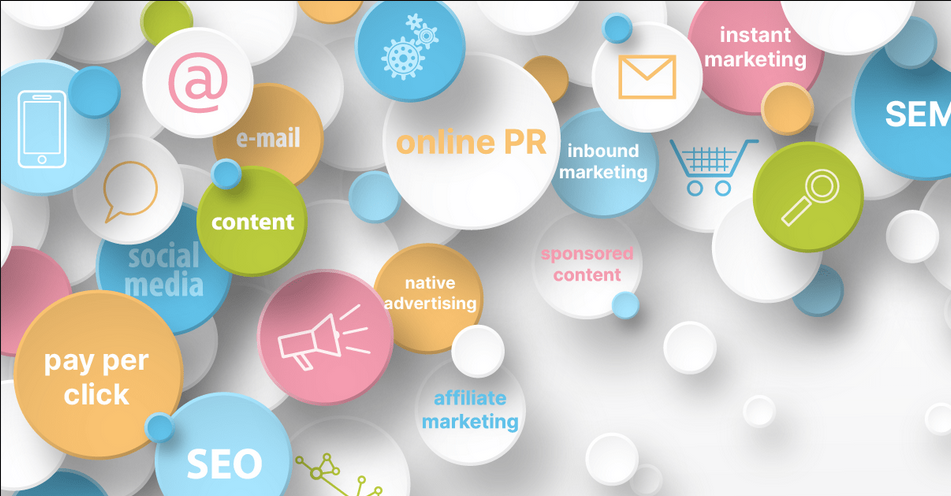 instant
marketing
@
SEM
e-mail
online PR
inbound
marketing
content
social
media
sponsored
content
native
advertising
pay per
click
affiliate
marketing
SEO